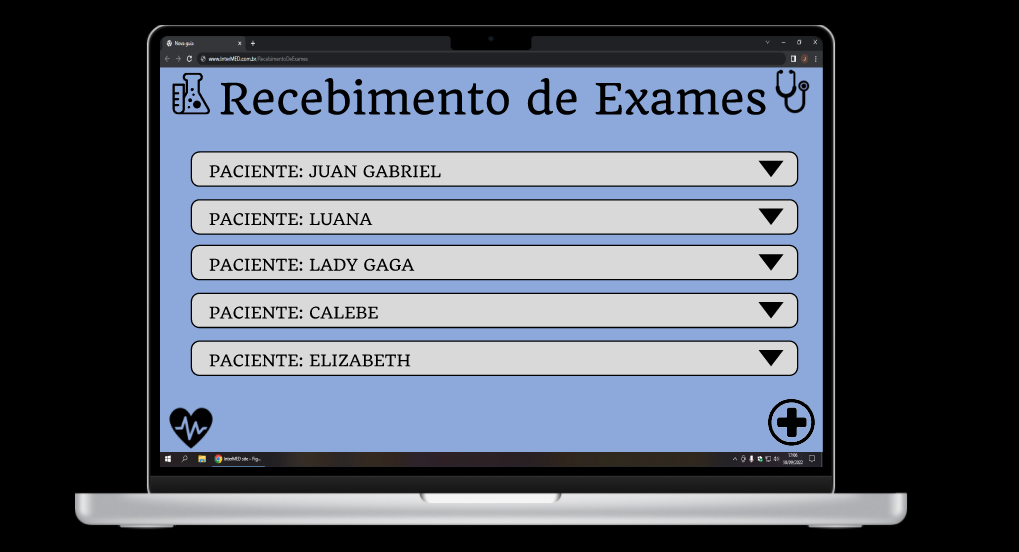 Nova guia
www.InterMED.com.br/RecebimentoDeExames
Recebimento de Exames
PACIENTE: JUAN GABRIEL
PACIENTE: LUANA
PACIENTE: LADY GAGA
PACIENTE: CALEBE
PACIENTE: ELIZABETH
InterMED site - Fig...
17:06
18/09/2022